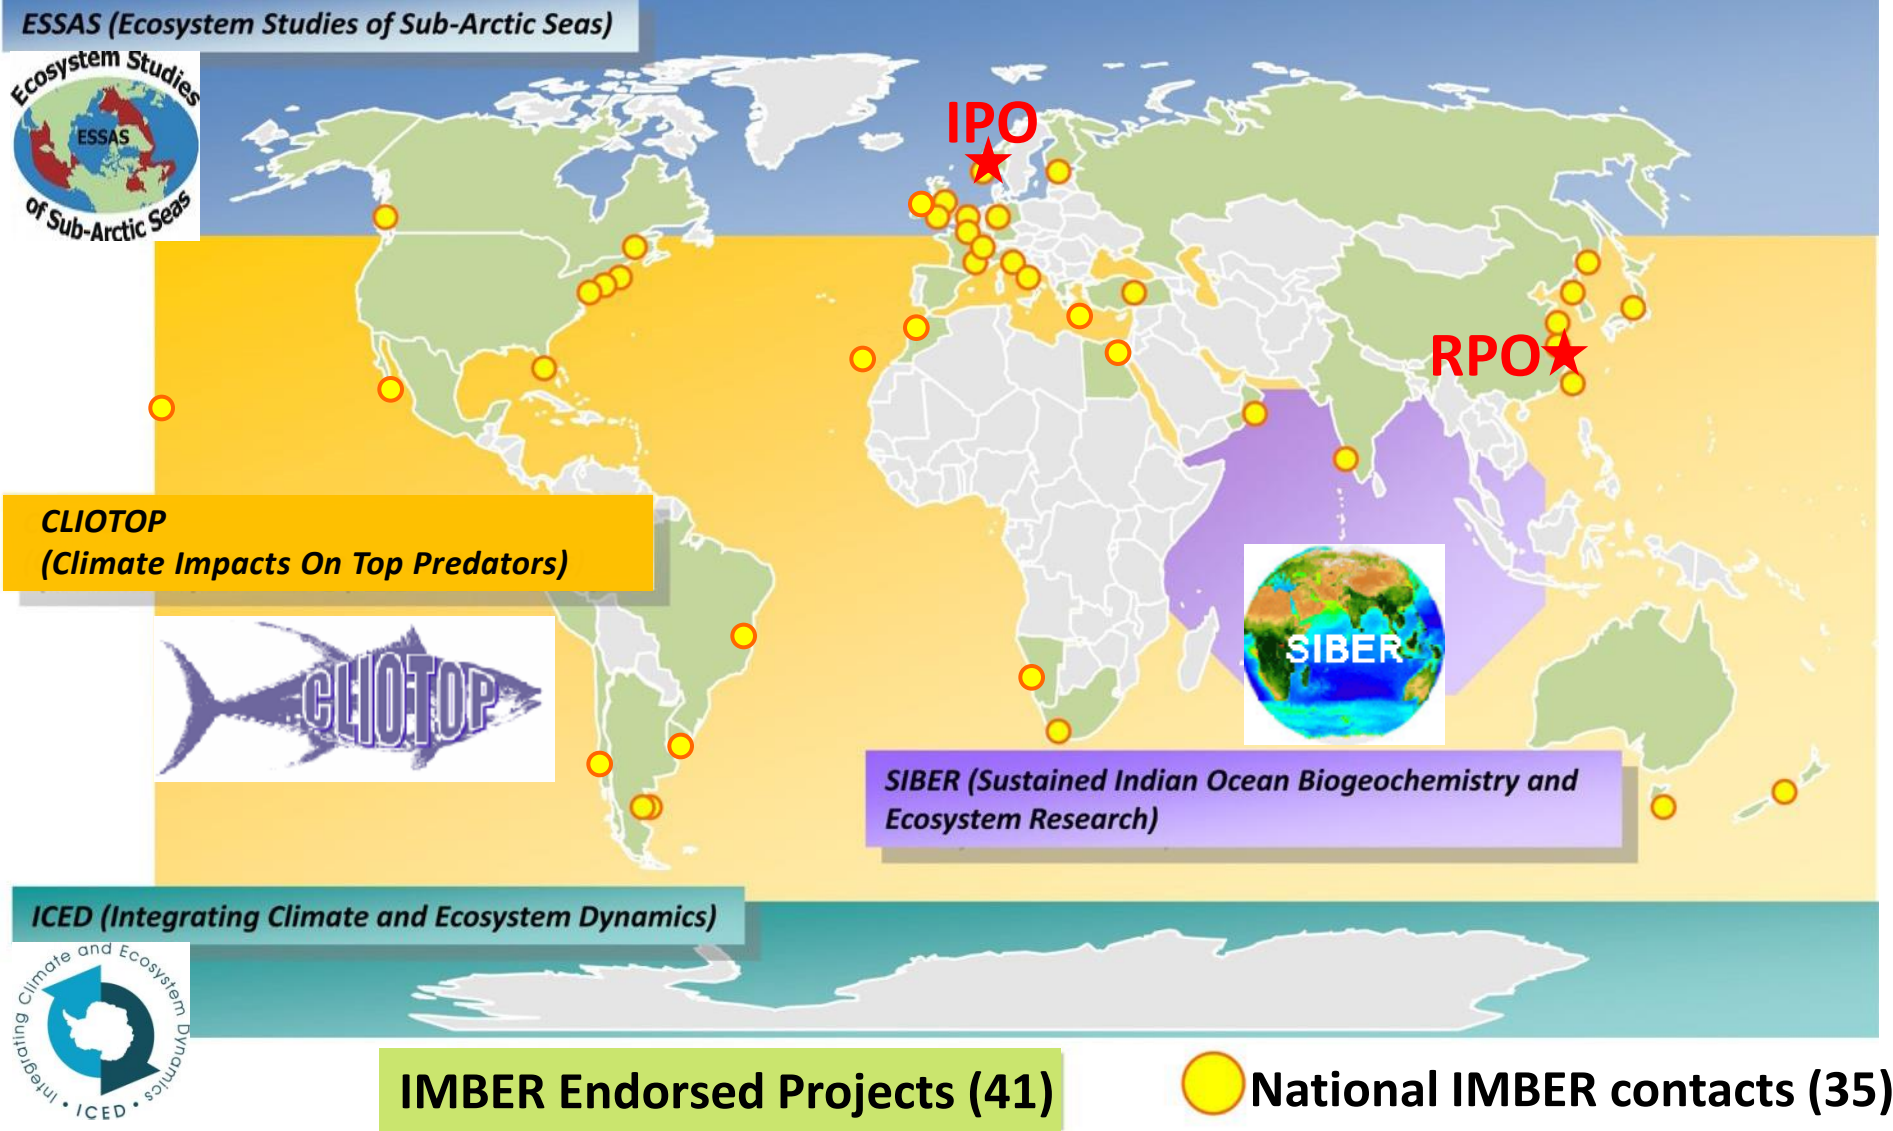 ESSAS (Ecosystem Studies of Sub-Arctic Seas)
Ecosystem Studies
ESSAS
of Sub-Arctic Seas
IPO
RPO
CLIOTOP
(Climate Impacts On Top Predators)
CLIOTOP
SIBER
SIBER (Sustained Indian Ocean Biogeochemistry and
Ecosystem Research)
ICED (Integrating Climate and Ecosystem Dynamics)
Integrating Climate and Ecosystem Dynamics
• ICED •
IMBER Endorsed Projects (41)
National IMBER contacts (35)